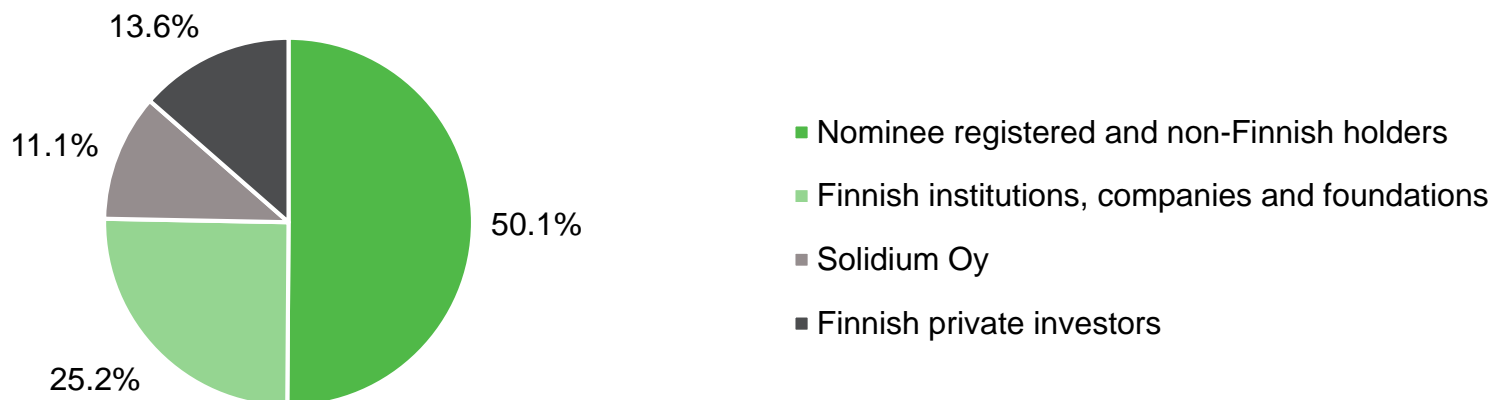 13.6%
11.1%
50.1%
25.2%
Nominee registered and non-Finnish holders
Finnish institutions, companies and foundations
Solidium Oy
Finnish private investors